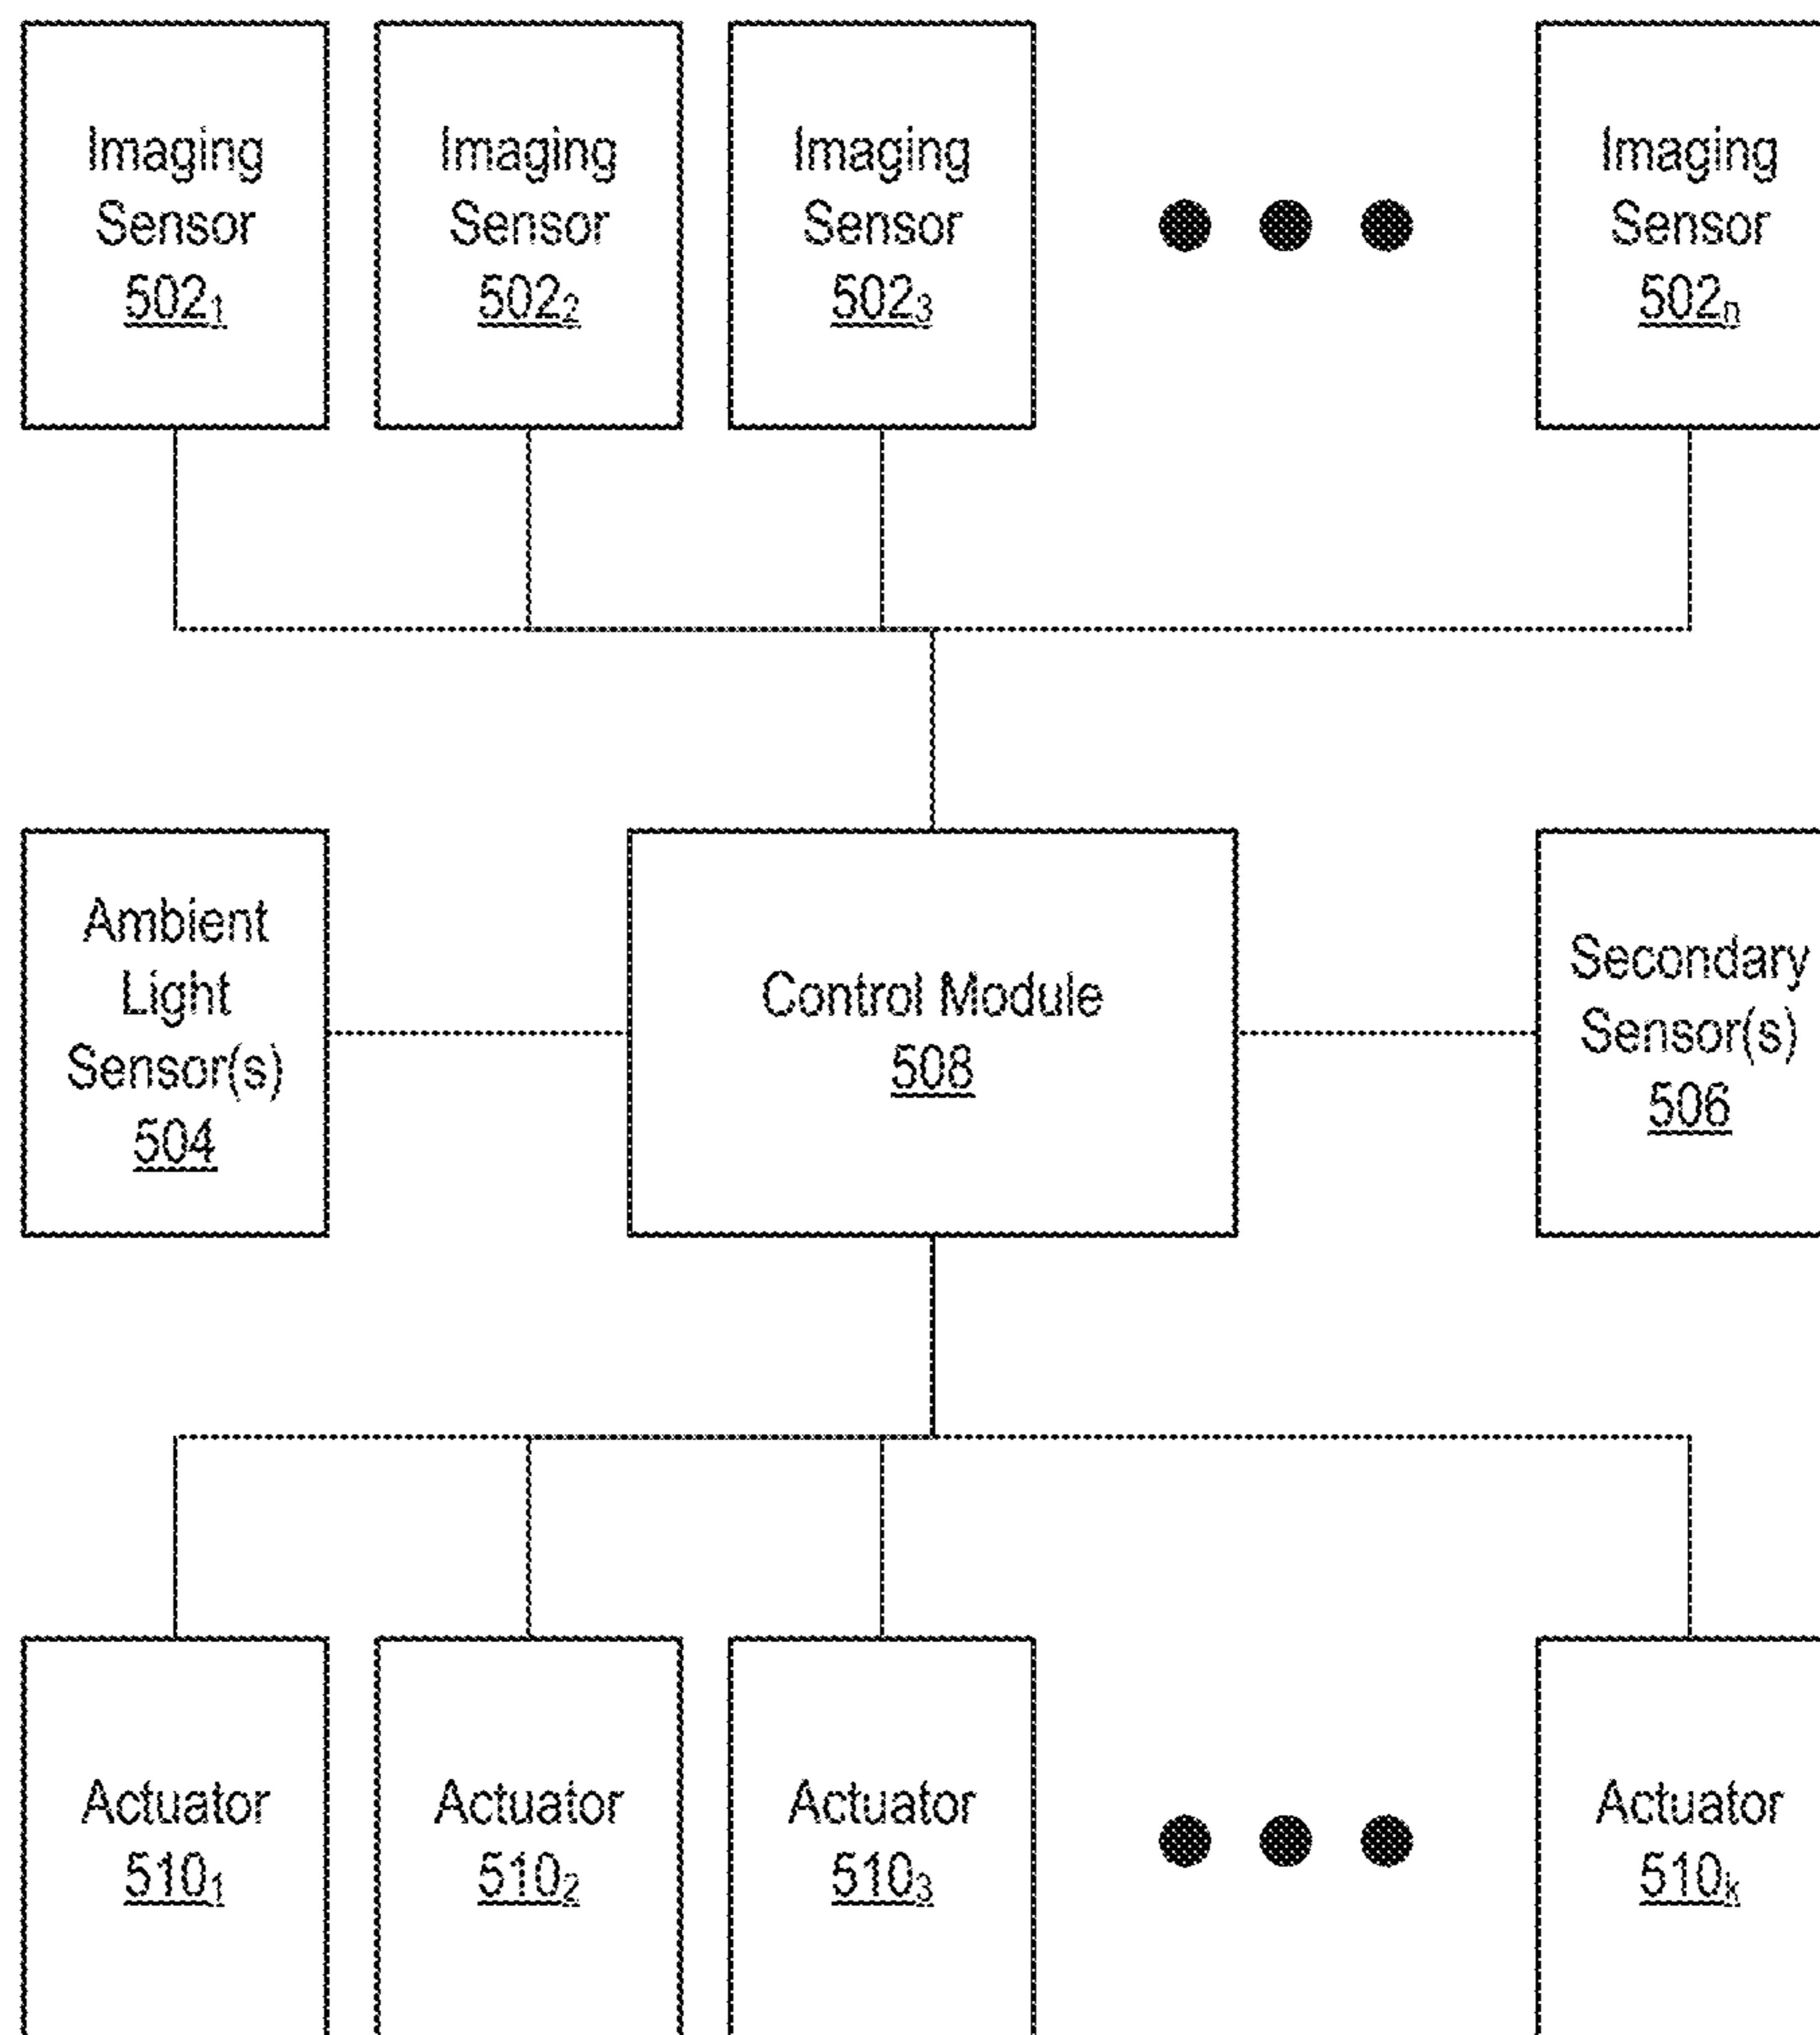 Imaging
Sensor
502₁
Imaging
Sensor
502₂
Imaging
Sensor
502₃
Imaging
Sensor
502ₙ
Ambient
Light
Sensor(s)
504
Control Module
508
Secondary
Sensor(s)
506
Actuator
510₁
Actuator
510₂
Actuator
510₃
Actuator
510ₖ